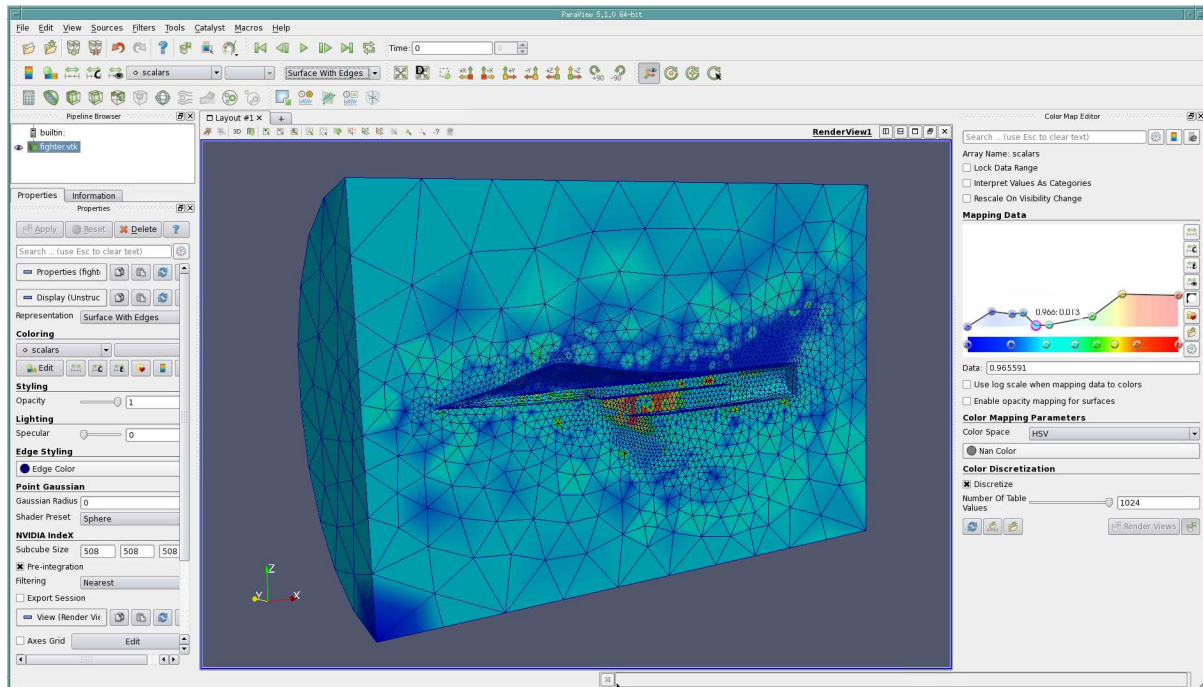 ParaView 5.1.0 64-bit
File Edit View Sources Filters Tools Catalyst Macros Help
Time: 0 0
scalars Surface With Edges +X -X +Y -Y +Z -Z +90 -90
Pipeline Browser
builtin:
fighter.vtk
Properties Information
Properties
Apply Reset Delete ?
Search ... (use Esc to clear text)
Properties (fight
Display (Unstruc
Representation Surface With Edges
Coloring
scalars
Edit
Styling
Opacity 1
Lighting
Specular 0
Edge Styling
Edge Color
Point Gaussian
Gaussian Radius 0
Shader Preset Sphere
NVIDIA IndeX
Subcube Size 508 508 508
Pre-integration
Filtering Nearest
Export Session
View (Render Vie
Axes Grid Edit
Layout #1 +
3D RenderView1
Z
Y X
Color Map Editor
Search ... (use Esc to clear text)
Array Name: scalars
Lock Data Range
Interpret Values As Categories
Rescale On Visibility Change
Mapping Data
0.966: 0.013
Data: 0.965591
Use log scale when mapping data to colors
Enable opacity mapping for surfaces
Color Mapping Parameters
Color Space HSV
Nan Color
Color Discretization
Discretize
Number Of Table Values 1024
Render Views